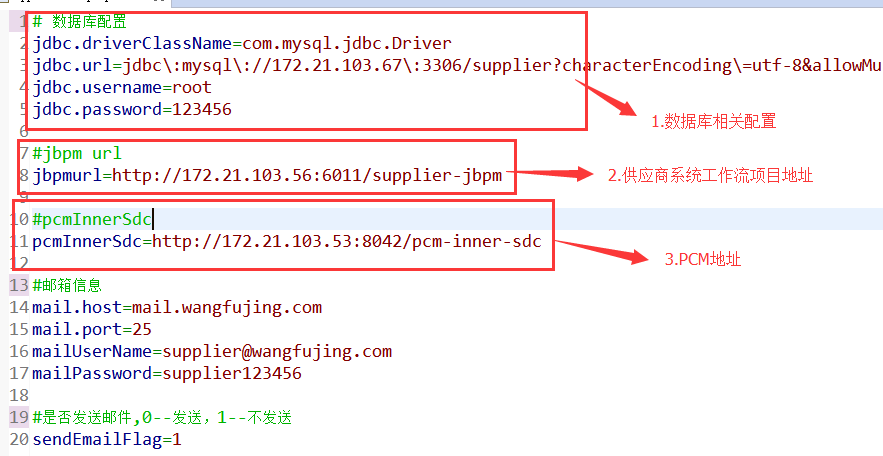 1 # 数据库配置
2 jdbc.driverClassName=com.mysql.jdbc.Driver
3 jdbc.url=jdbc\:mysql\://172.21.103.67\:3306/supplier?characterEncoding\=utf-8&allowMu
4 jdbc.username=root
5 jdbc.password=123456
1.数据库相关配置
6
7 #jbpm url
8 jbpmurl=http://172.21.103.56:6011/supplier-jbpm
2.供应商系统工作流项目地址
9
10 #pcmInnerSdc
11 pcmInnerSdc=http://172.21.103.53:8042/pcm-inner-sdc
3.PCM地址
12
13 #邮箱信息
14 mail.host=mail.wangfujing.com
15 mail.port=25
16 mailUserName=supplier@wangfujing.com
17 mailPassword=supplier123456
18
19 #是否发送邮件,0--发送，1--不发送
20 sendEmailFlag=1